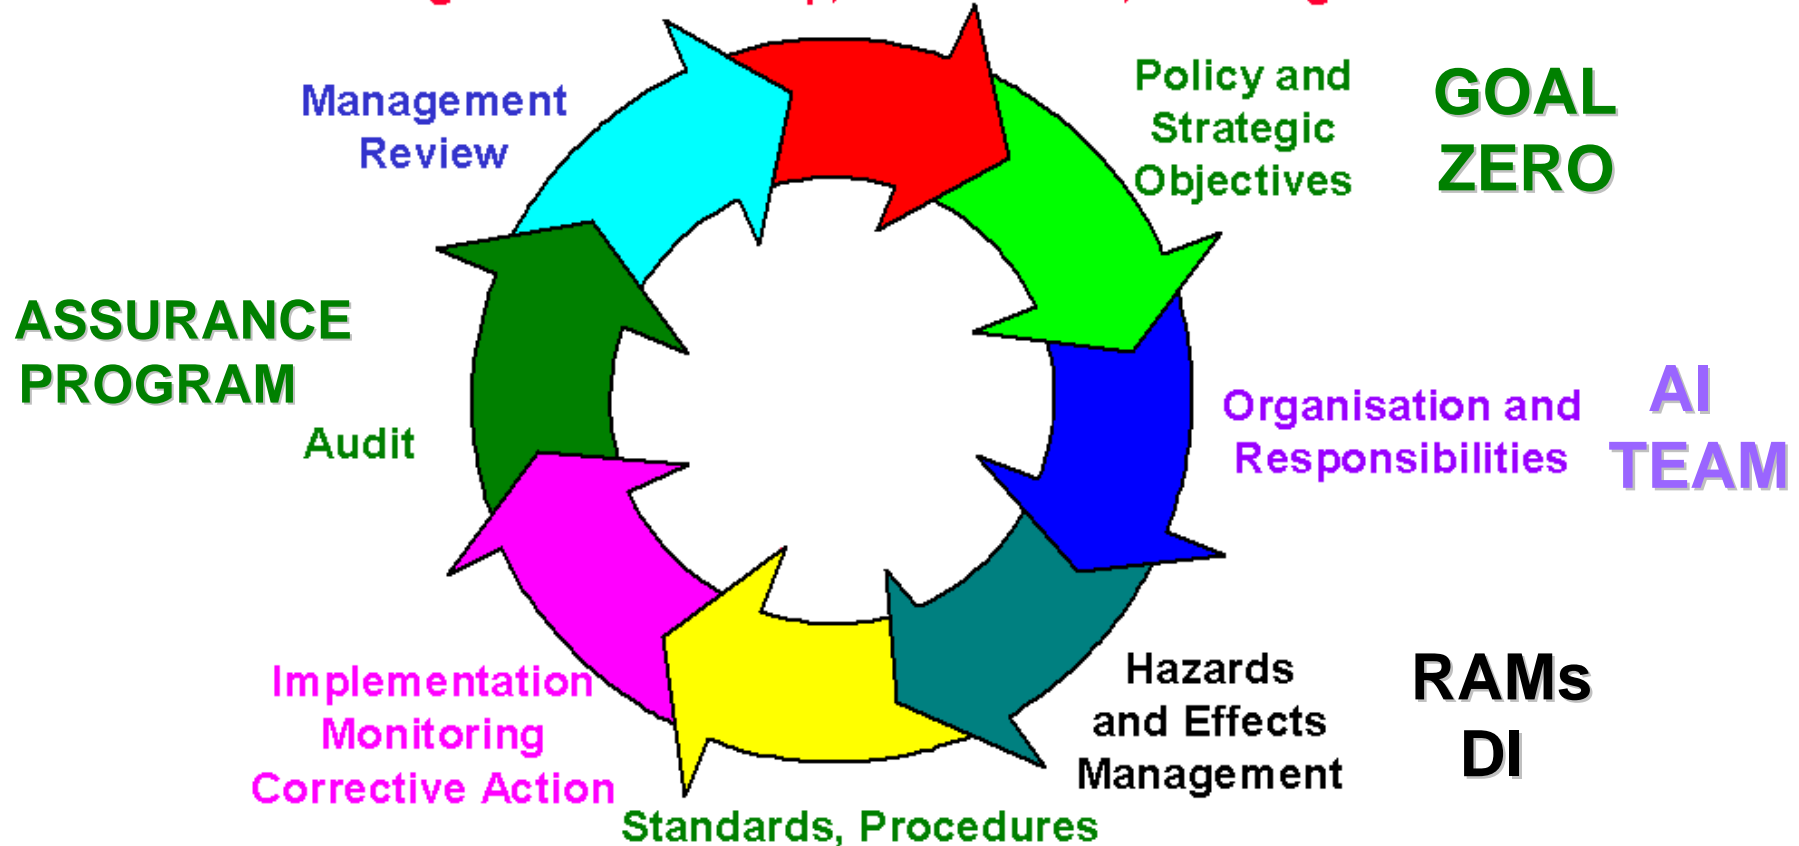 Policy and
Strategic
Objectives
GOAL
ZERO
Management
Review
ASSURANCE
PROGRAM
Audit
Organisation and
Responsibilities
AI
TEAM
Hazards
and Effects
Management
RAMs
DI
Implementation
Monitoring
Corrective Action
Standards, Procedures